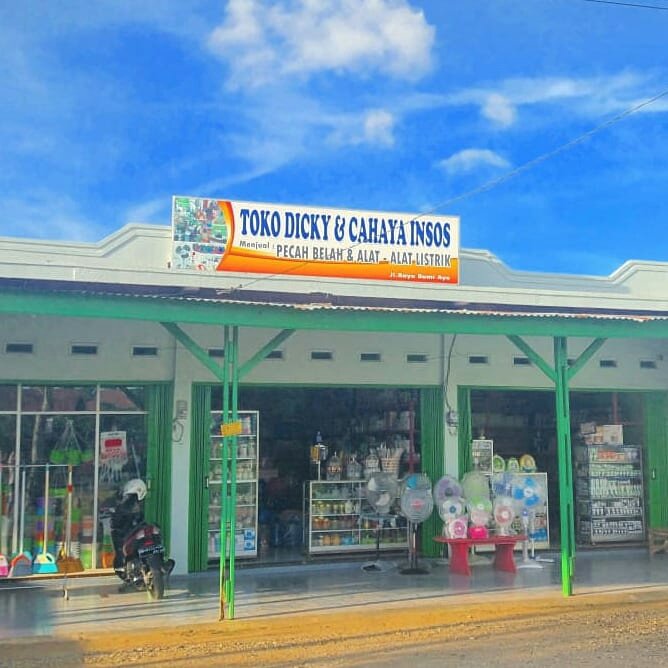 TOKO DICKY & CAHAYA INSOS
Menjual : PECAH BELAH & ALAT - ALAT LISTRIK
Jl.Raya Bumi Ayu